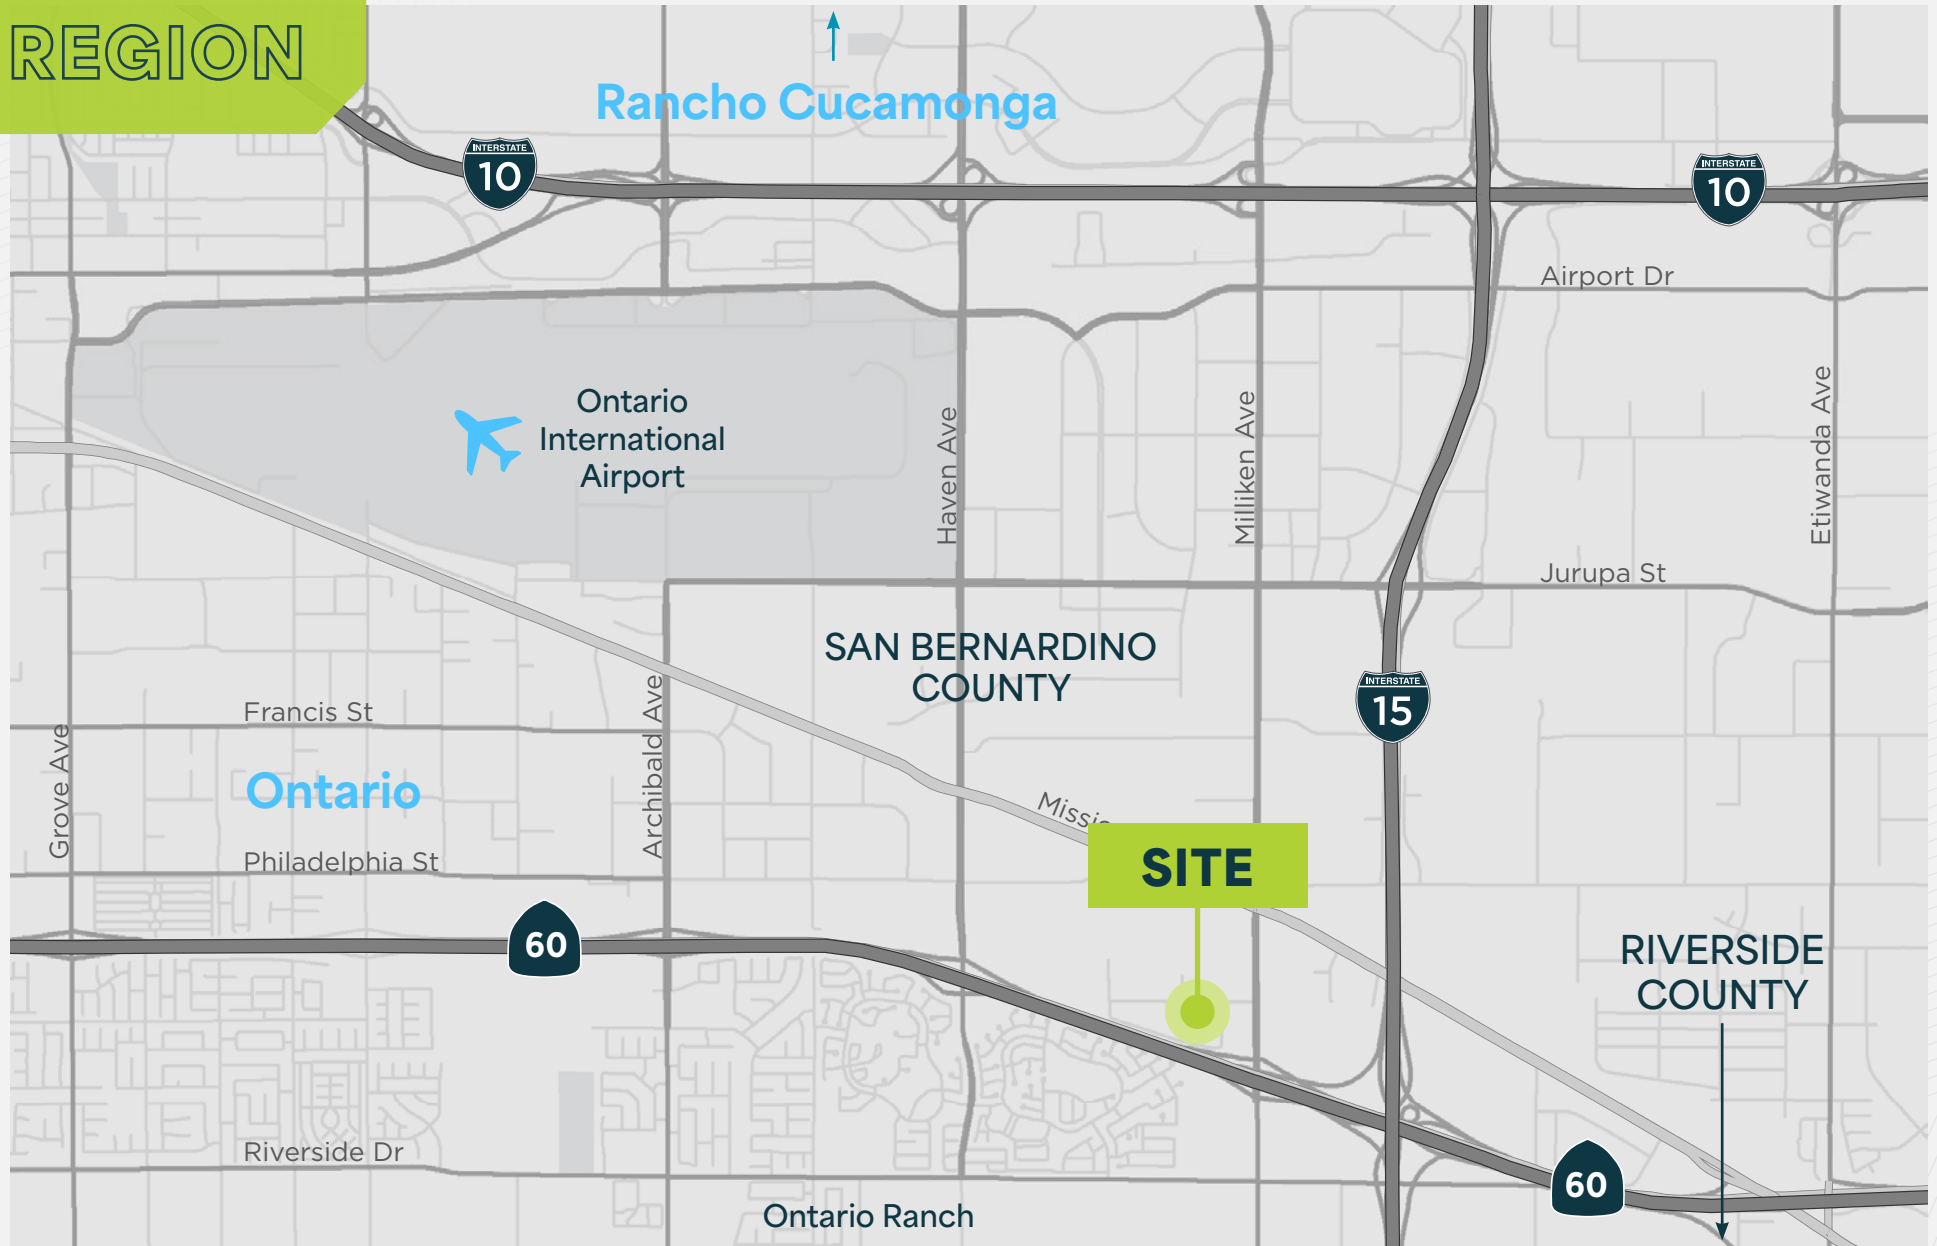 REGION
Rancho Cucamonga
INTERSTATE
10
INTERSTATE
10
Airport Dr
Ontario
International
Airport
Haven Ave
Milliken Ave
Etiwanda Ave
Jurupa St
SAN BERNARDINO
COUNTY
INTERSTATE
15
Francis St
Grove Ave
Archibald Ave
Ontario
Philadelphia St
SITE
60
RIVERSIDE
COUNTY
Riverside Dr
60
Ontario Ranch